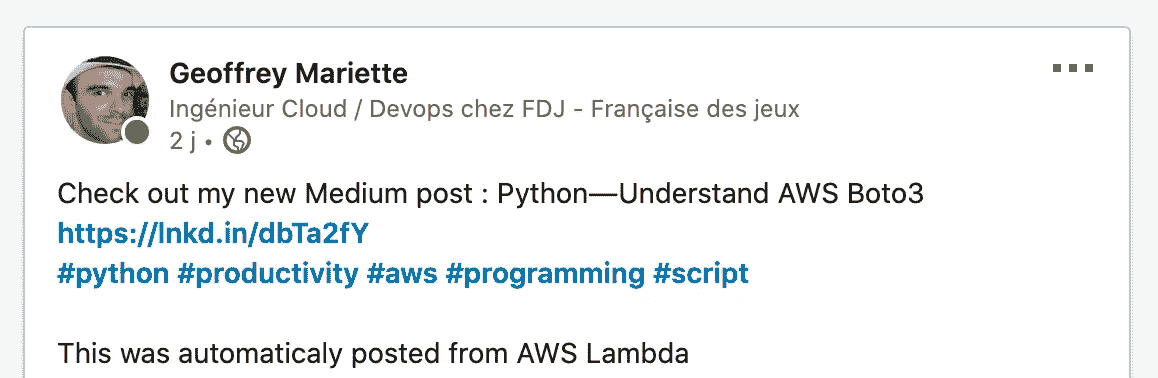 Geoffrey Mariette
Ingénieur Cloud / Devops chez FDJ - Française des jeux
2 j •
Check out my new Medium post : Python—Understand AWS Boto3
https://lnkd.in/dbTa2fY
#python #productivity #aws #programming #script
This was automaticaly posted from AWS Lambda